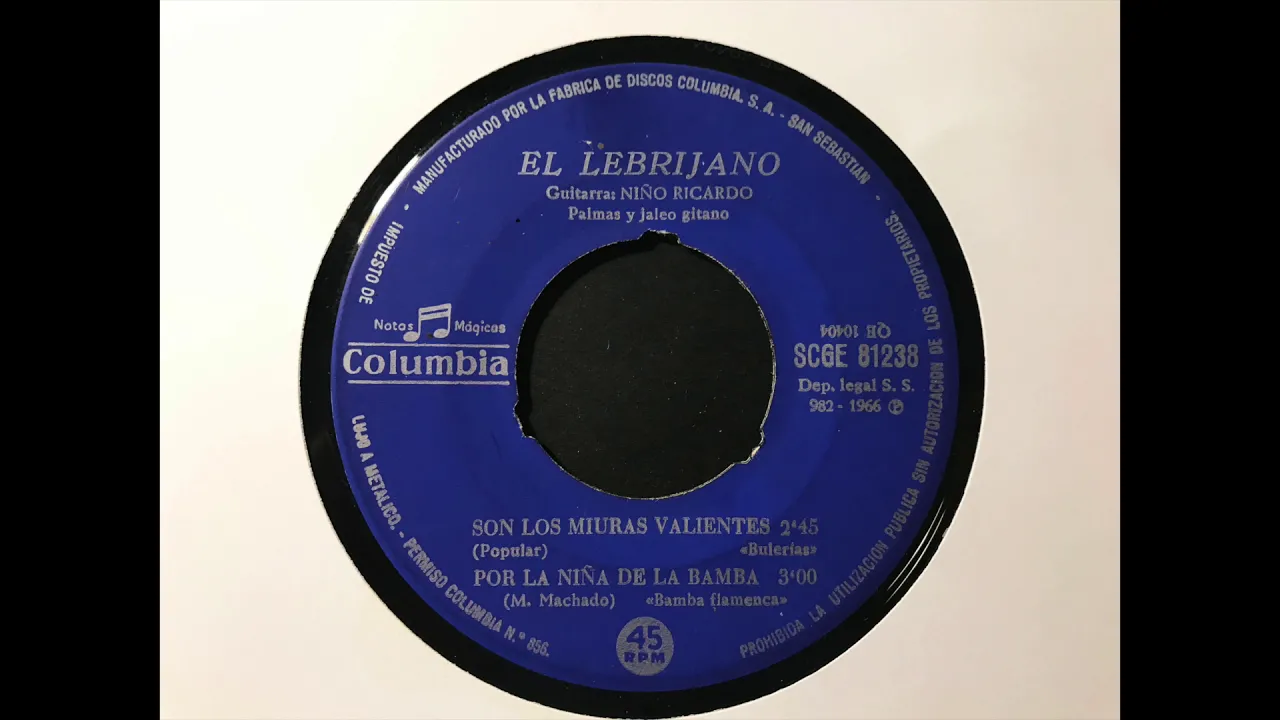 IMPUESTO DE LUJO A METALICO. - PERMISO COLUMBIA N.º 856.
- MANUFACTURADO POR LA FABRICA DE DISCOS COLUMBIA, S. A. - SAN SEBASTIAN -
PROHIBIDA LA UTILIZACION PUBLICA SIN AUTORIZACION DE LOS PROPIETARIOS.
EL LEBRIJANO
Guitarra: NIÑO RICARDO
Palmas y jaleo gitano
Notas Mágicas
Columbia
QE 10404
SCGE 81238
Dep. legal S. S.
982 - 1966 Ⓟ
SON LOS MIURAS VALIENTES 2'45
(Popular) «Bulerías»
POR LA NIÑA DE LA BAMBA 3'00
(M. Machado) «Bamba flamenca»
45
RPM